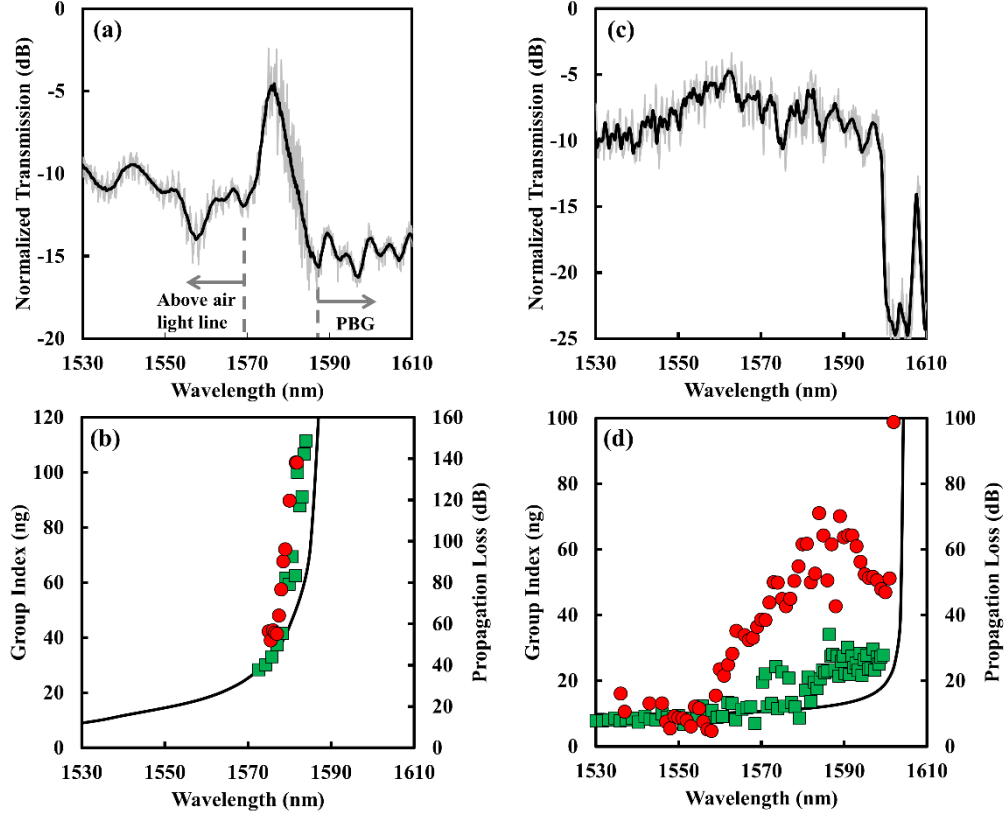 (a)
Normalized Transmission (dB)
0
-5
-10
-15
-20
Above air
light line
PBG
1530 1550 1570 1590 1610
Wavelength (nm)
(c)
Normalized Transmission (dB)
0
-5
-10
-15
-20
-25
1530 1550 1570 1590 1610
Wavelength (nm)
(b)
Group Index (ng)
120
100
80
60
40
20
0
Propagation Loss (dB)
160
140
120
100
80
60
40
20
0
1530 1550 1570 1590 1610
Wavelength (nm)
(d)
Group Index (ng)
100
80
60
40
20
0
Propagation Loss (dB)
100
80
60
40
20
0
1530 1550 1570 1590 1610
Wavelength (nm)